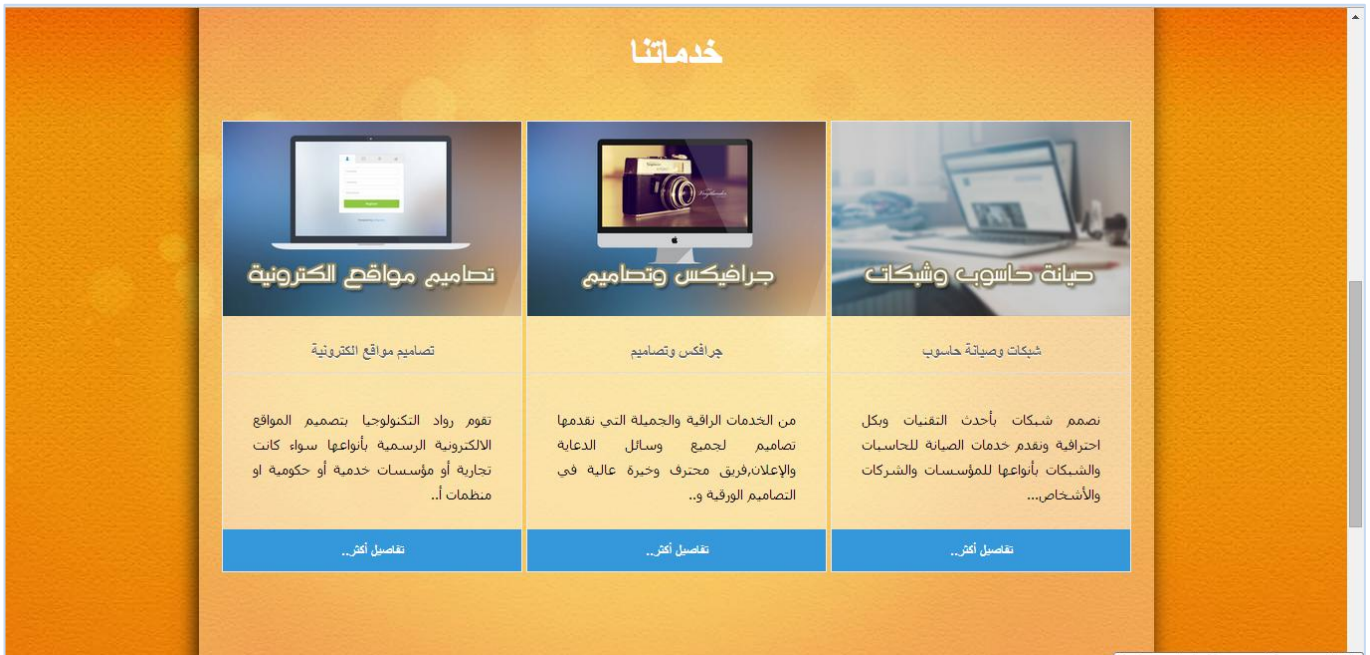 خدماتنا
صيانة حاسوب وشبكات
شبكات وصيانة حاسوب
نصمم شبكات بأحدث التقنيات وبكل
احترافية ونقدم خدمات الصيانة للحاسبات
والشبكات بأنواعها للمؤسسات والشركات
والأشخاص...
تفاصيل أكثر..
جرافيكس وتصاميم
جرافكس وتصاميم
من الخدمات الراقية والجميلة التي نقدمها
تصاميم لجميع وسائل الدعاية
والإعلان,فريق محترف وخبرة عالية في
التصاميم الورقية و..
تفاصيل أكثر..
تصاميم مواقع الكترونية
تصاميم مواقع الكترونية
تقوم رواد التكنولوجيا بتصميم المواقع
الالكترونية الرسمية بأنواعها سواء كانت
تجارية أو مؤسسات خدمية أو حكومية او
منظمات أ..
تفاصيل أكثر..